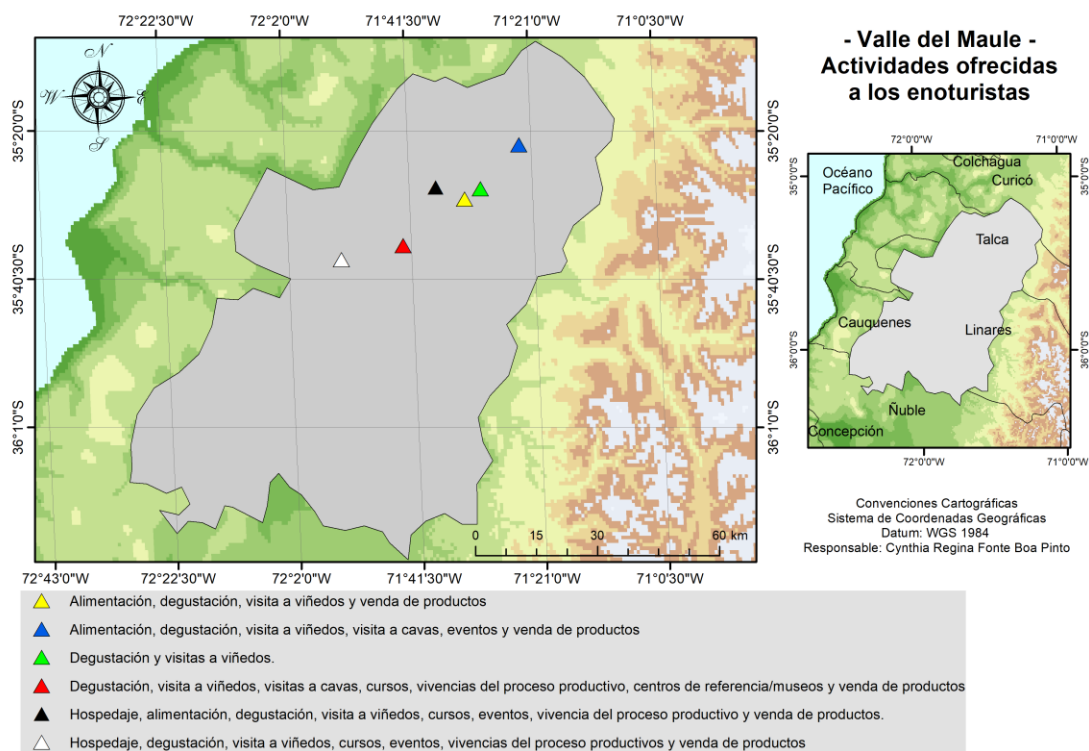 72°22'30"W 72°2'0"W 71°41'30"W 71°21'0"W 71°0'30"W
N
W E
S
35°20'0"S 35°20'0"S
35°40'30"S 35°40'30"S
36°1'0"S 36°1'0"S
0 15 30 60 km
72°43'0"W 72°22'30"W 72°2'0"W 71°41'30"W 71°21'0"W 71°0'30"W
- Valle del Maule -
Actividades ofrecidas
a los enoturistas
72°0'0"W 71°0'0"W
35°0'0"S 35°0'0"S
Océano
Pacífico
Colchagua
Curicó
Talca
Cauquenes
Linares
36°0'0"S 36°0'0"S
Ñuble
Concepción
72°0'0"W 71°0'0"W
Convenciones Cartográficas
Sistema de Coordenadas Geográficas
Datum: WGS 1984
Responsable: Cynthia Regina Fonte Boa Pinto
Alimentación, degustación, visita a viñedos y venda de productos
Alimentación, degustación, visita a viñedos, visita a cavas, eventos y venda de productos
Degustación y visitas a viñedos.
Degustación, visita a viñedos, visitas a cavas, cursos, vivencias del proceso productivo, centros de referencia/museos y venda de productos
Hospedaje, alimentación, degustación, visita a viñedos, cursos, eventos, vivencia del proceso productivo y venda de productos.
Hospedaje, degustación, visita a viñedos, cursos, eventos, vivencias del proceso productivos y venda de productos